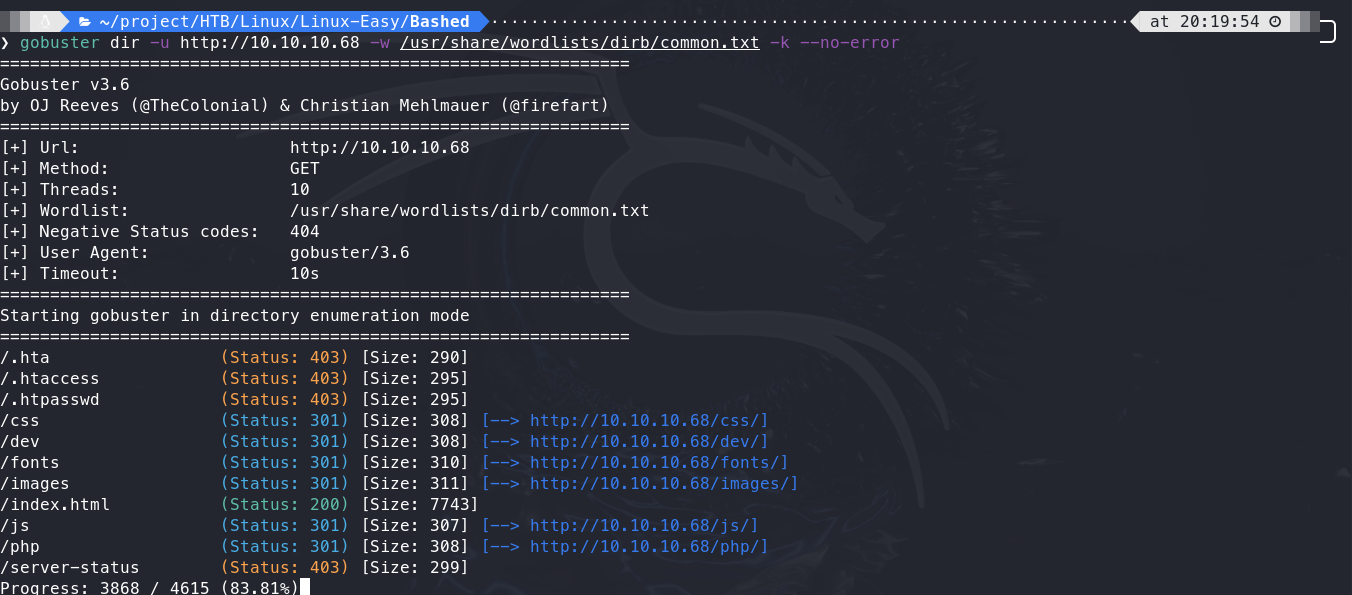 ~/project/HTB/Linux/Linux-Easy/Bashed at 20:19:54
❯ gobuster dir -u http://10.10.10.68 -w /usr/share/wordlists/dirb/common.txt -k --no-error
===============================================================
Gobuster v3.6
by OJ Reeves (@TheColonial) & Christian Mehlmauer (@firefart)
===============================================================
[+] Url:                     http://10.10.10.68
[+] Method:                  GET
[+] Threads:                 10
[+] Wordlist:                /usr/share/wordlists/dirb/common.txt
[+] Negative Status codes:   404
[+] User Agent:              gobuster/3.6
[+] Timeout:                 10s
===============================================================
Starting gobuster in directory enumeration mode
===============================================================
/.hta                 (Status: 403) [Size: 290]
/.htaccess            (Status: 403) [Size: 295]
/.htpasswd            (Status: 403) [Size: 295]
/css                  (Status: 301) [Size: 308] [--> http://10.10.10.68/css/]
/dev                  (Status: 301) [Size: 308] [--> http://10.10.10.68/dev/]
/fonts                (Status: 301) [Size: 310] [--> http://10.10.10.68/fonts/]
/images               (Status: 301) [Size: 311] [--> http://10.10.10.68/images/]
/index.html           (Status: 200) [Size: 7743]
/js                   (Status: 301) [Size: 307] [--> http://10.10.10.68/js/]
/php                  (Status: 301) [Size: 308] [--> http://10.10.10.68/php/]
/server-status        (Status: 403) [Size: 299]
Progress: 3868 / 4615 (83.81%)